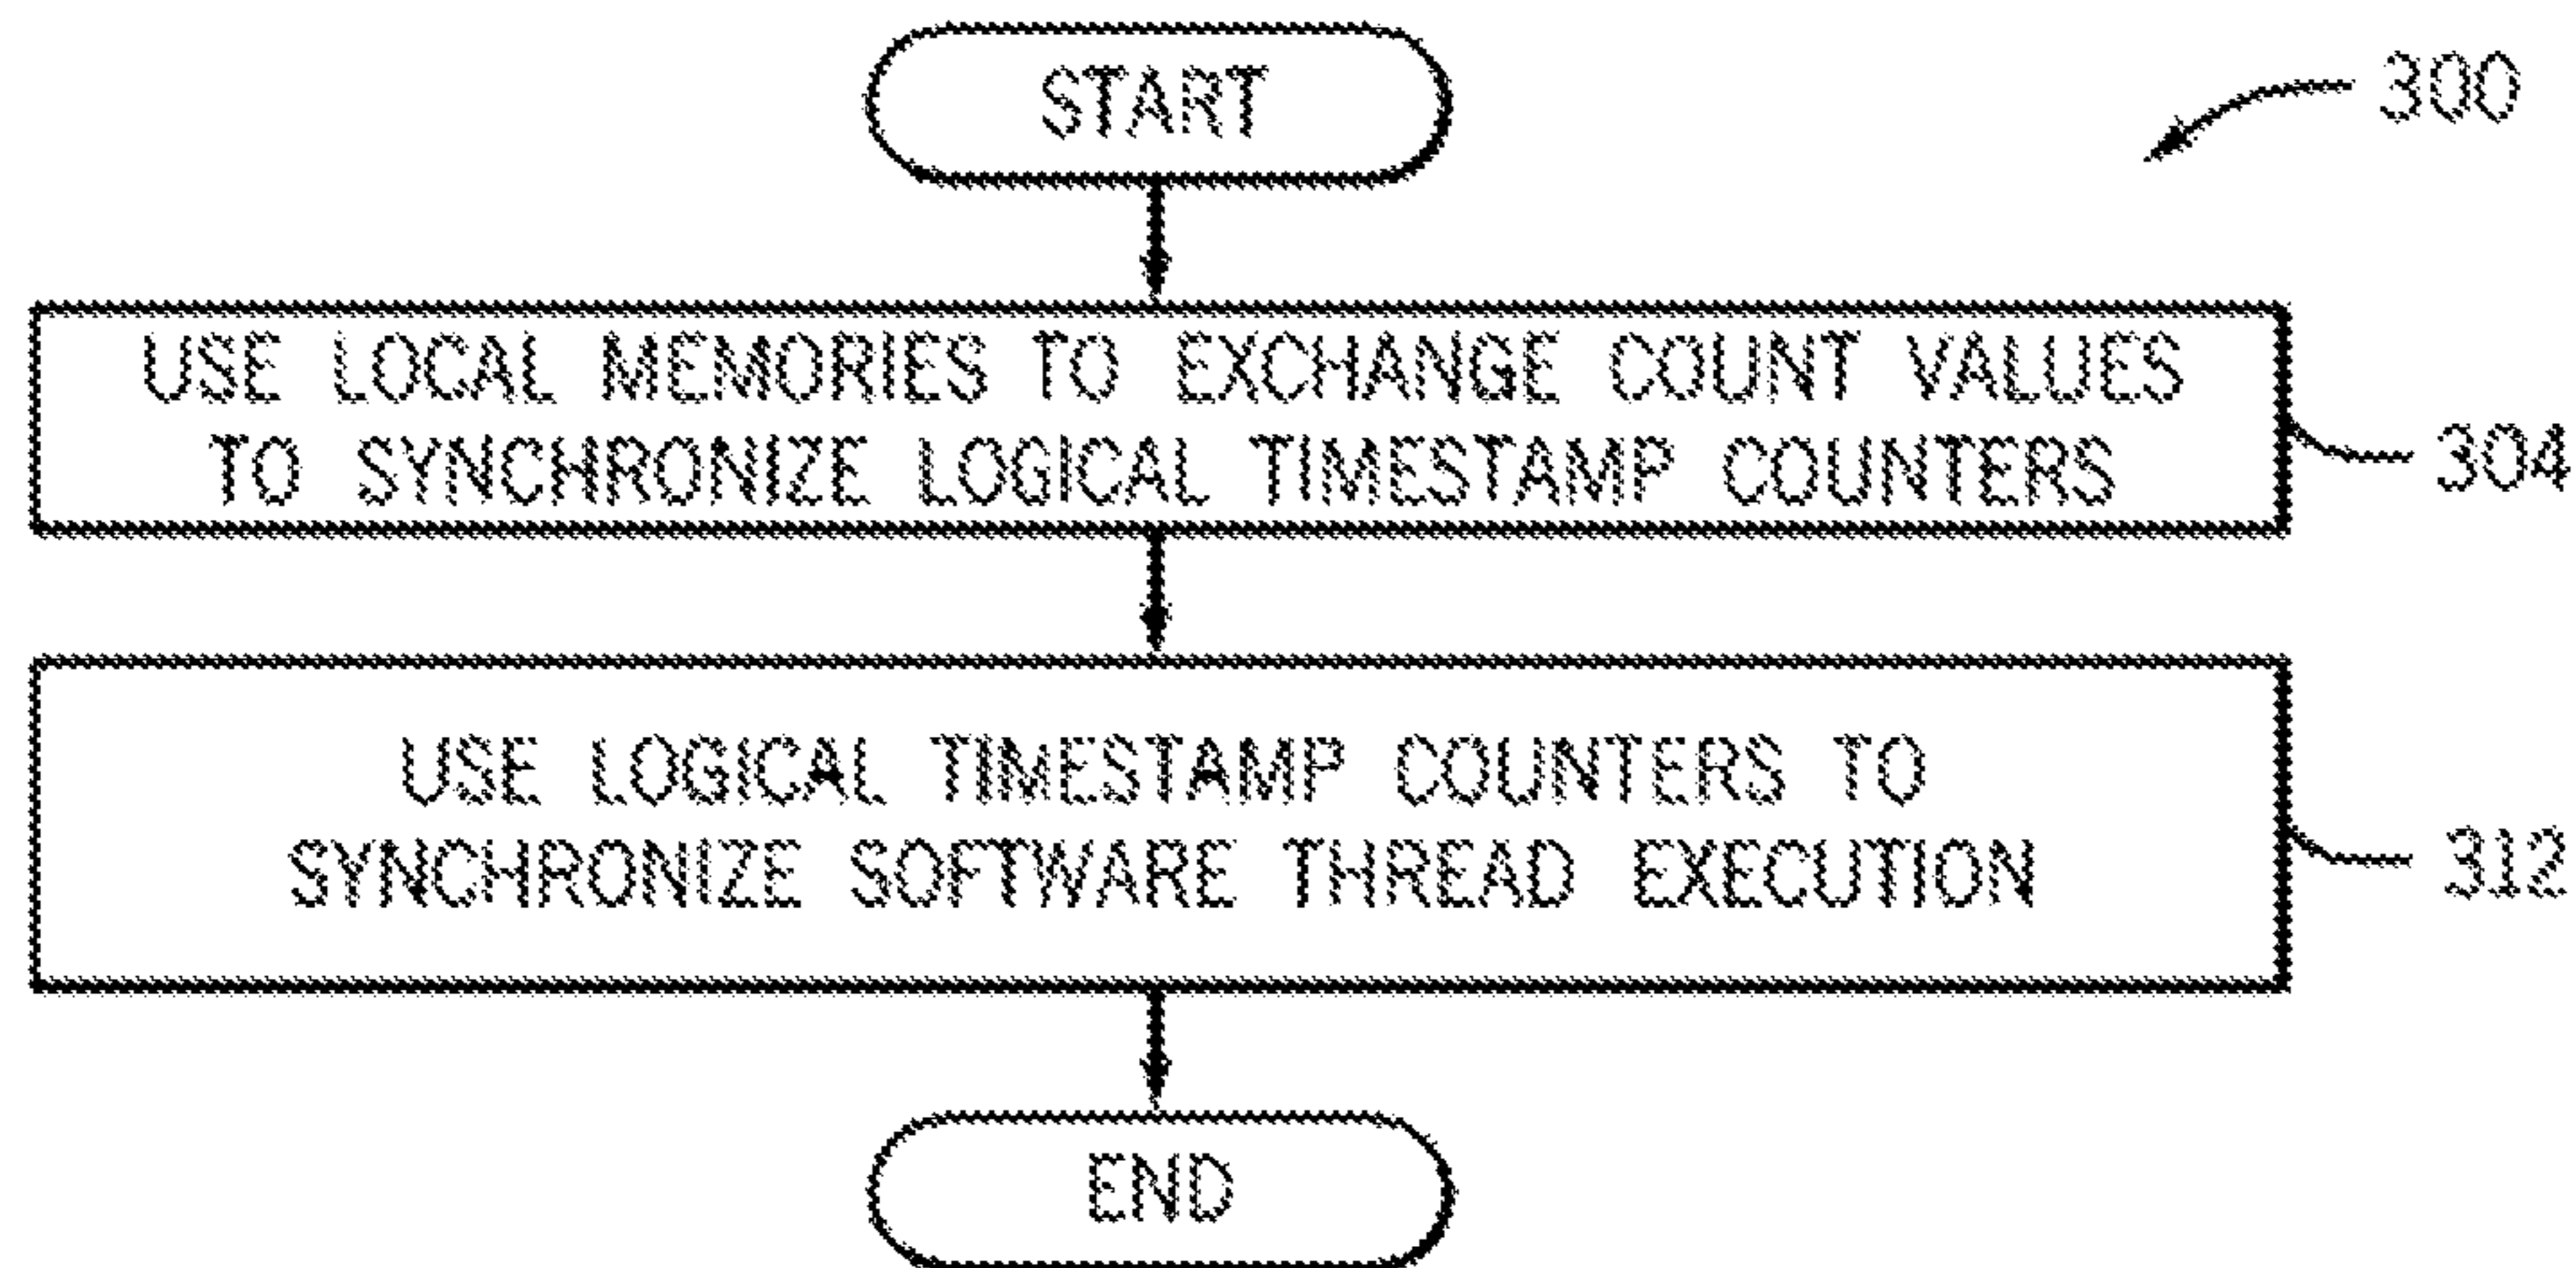 START
300
USE LOCAL MEMORIES TO EXCHANGE COUNT VALUES
TO SYNCHRONIZE LOGICAL TIMESTAMP COUNTERS
304
USE LOGICAL TIMESTAMP COUNTERS TO
SYNCHRONIZE SOFTWARE THREAD EXECUTION
312
END